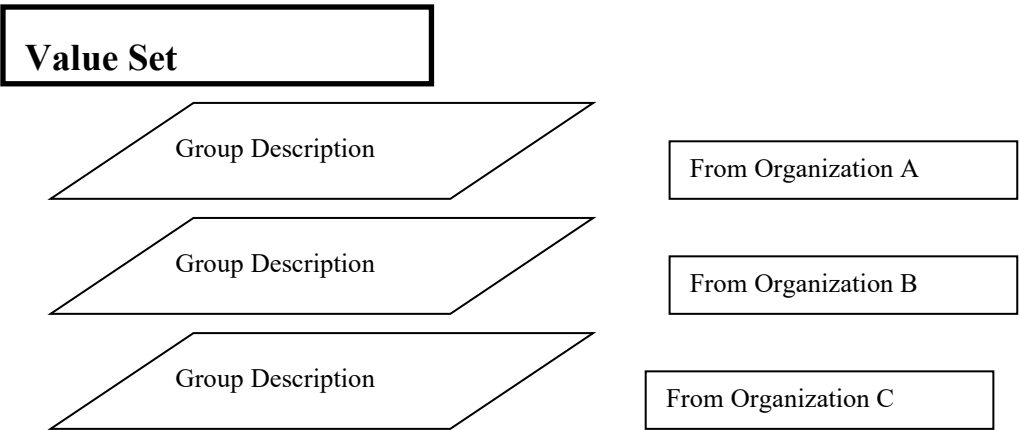 Value Set
Group Description
From Organization A
Group Description
From Organization B
Group Description
From Organization C